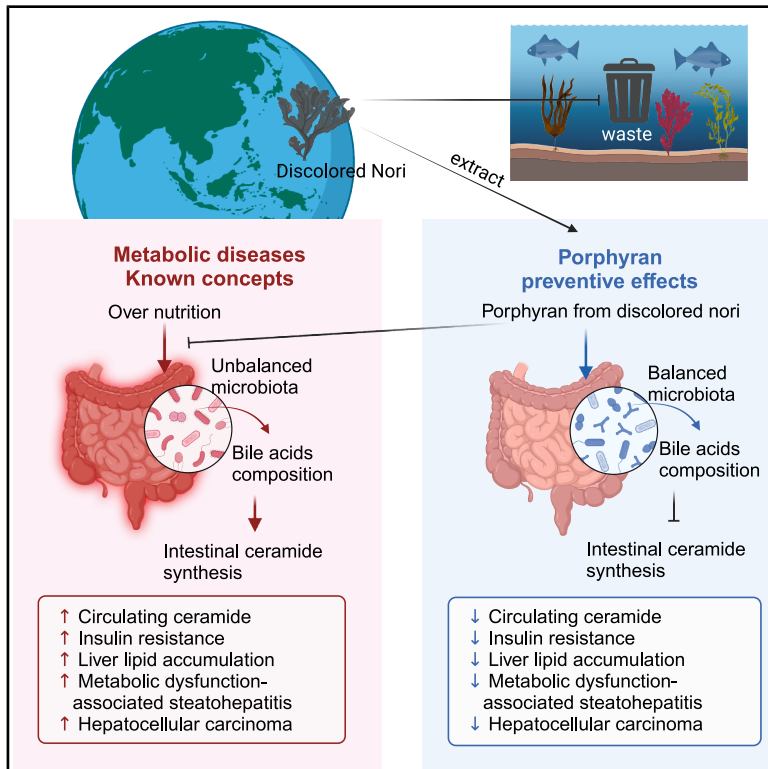 Discolored Nori
waste
extract
Metabolic diseases
Known concepts
Over nutrition
Unbalanced
microbiota
Bile acids
composition
Intestinal ceramide
synthesis
↑ Circulating ceramide
↑ Insulin resistance
↑ Liver lipid accumulation
↑ Metabolic dysfunction-
associated steatohepatitis
↑ Hepatocellular carcinoma
Porphyran
preventive effects
Porphyran from discolored nori
Balanced
microbiota
Bile acids
composition
Intestinal ceramide
synthesis
↓ Circulating ceramide
↓ Insulin resistance
↓ Liver lipid accumulation
↓ Metabolic dysfunction-
associated steatohepatitis
↓ Hepatocellular carcinoma